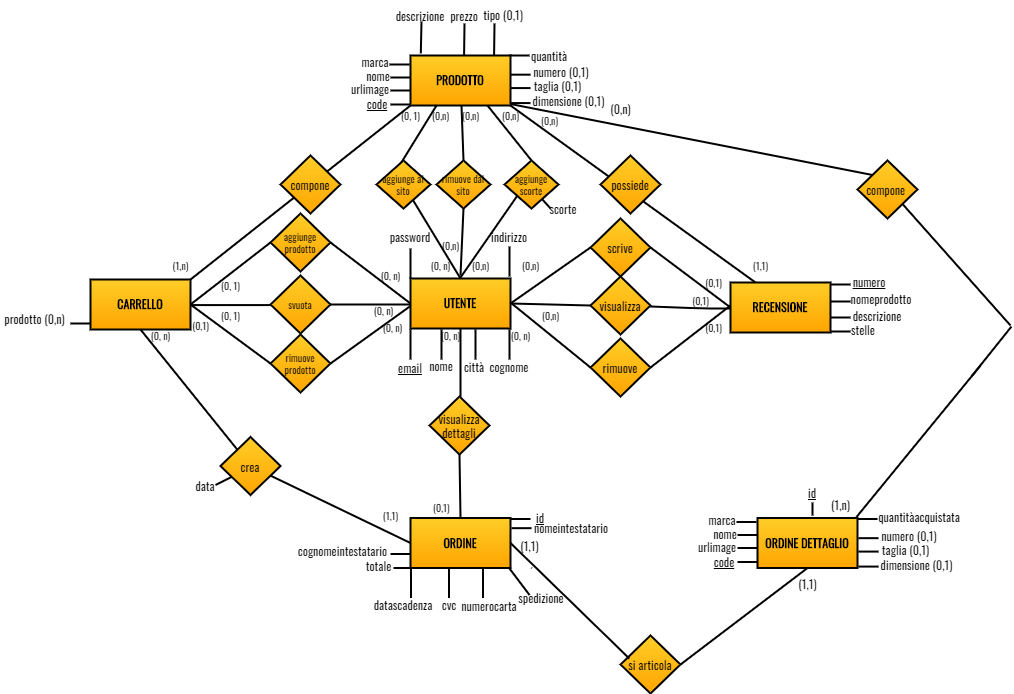 descrizione prezzo tipo (0,1)
marca
nome
urlimage
code
PRODOTTO
quantità
numero (0,1)
taglia (0,1)
dimensione (0,1)
(0,n)
(0, 1)
(0,n)
(0,n)
(0,n)
(0,n)
compone
aggiunge al
sito
rimuove dal
sito
aggiunge
scorte
scorte
possiede
compone
password
indirizzo
(0,n)
(0, n)
(0,n)
(0,n)
(1,n)
(1,1)
aggiunge
prodotto
scrive
(0, n)
(0, 1)
(0,1)
CARRELLO
prodotto (0,n)
svuota
(0, n)
UTENTE
visualizza
(0,1)
RECENSIONE
numero
nomeprodotto
descrizione
stelle
(0, 1)
(0,1)
(0, n)
(0,n)
(0,1)
(0, n)
(0,n)
(0, n)
rimuove
prodotto
email
nome
città
cognome
rimuove
visualizza
dettagli
crea
data
(1,1)
(0,1)
ORDINE
id
nomeintestatario
(1,1)
cognomeintestatario
totale
datascadenza
cvc
numerocarta
spedizione
id
(1,n)
marca
nome
urlimage
code
ORDINE DETTAGLIO
quantitàacquistata
numero (0,1)
taglia (0,1)
dimensione (0,1)
(1,1)
si articola